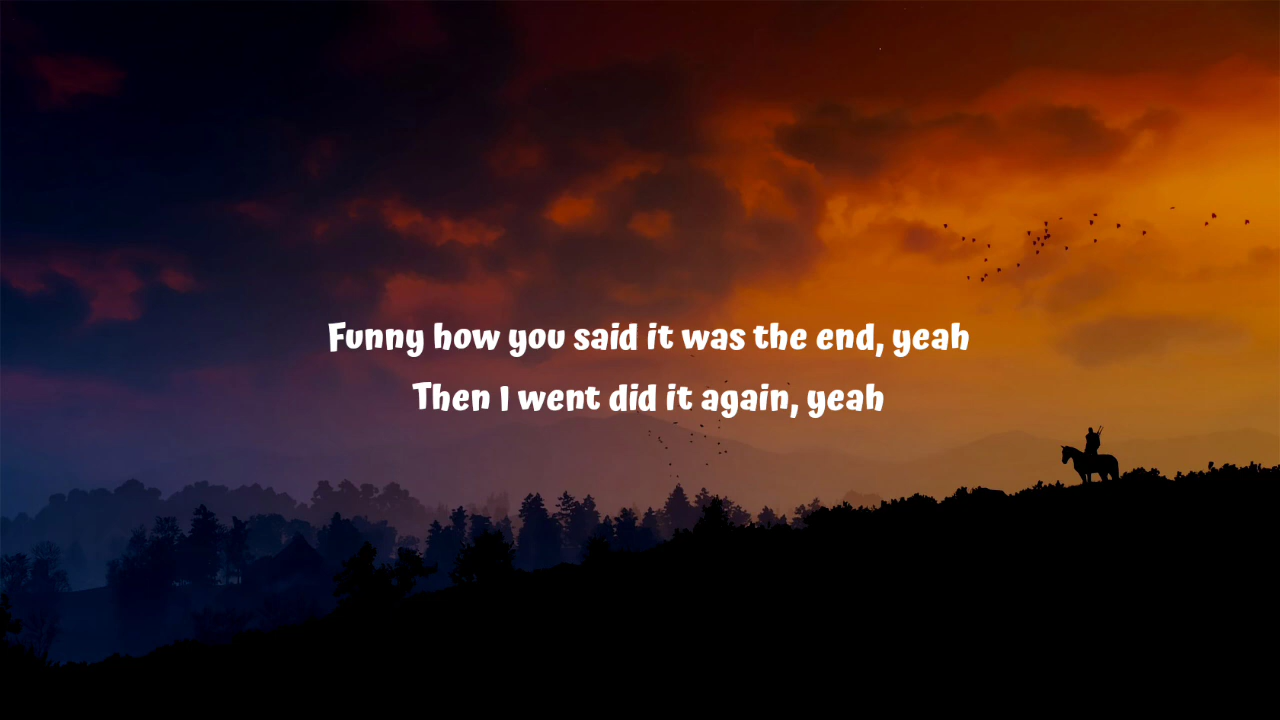 Funny how you said it was the end, yeah
Then I went did it again, yeah